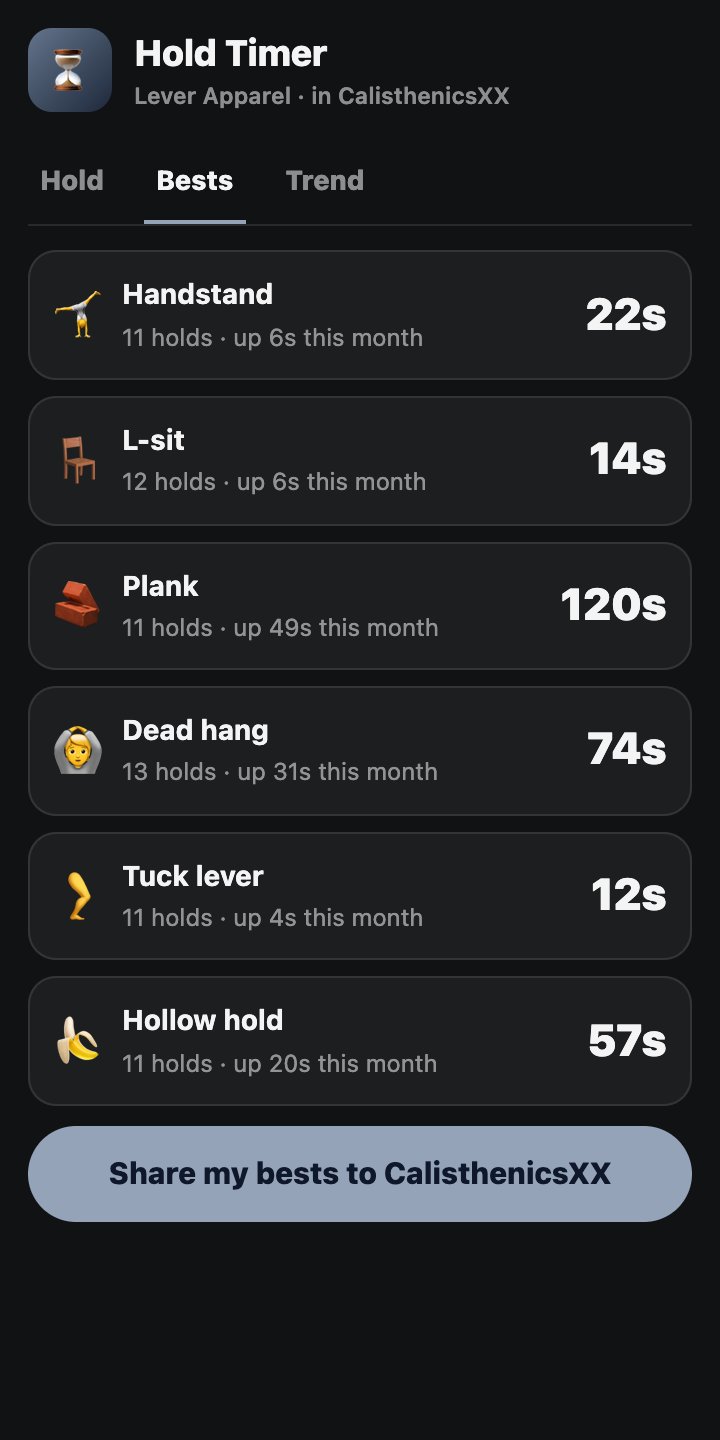 Hold Timer
Lever Apparel · in CalisthenicsXX
Hold Bests Trend
Handstand
11 holds · up 6s this month
22s
L-sit
12 holds · up 6s this month
14s
Plank
11 holds · up 49s this month
120s
Dead hang
13 holds · up 31s this month
74s
Tuck lever
11 holds · up 4s this month
12s
Hollow hold
11 holds · up 20s this month
57s
Share my bests to CalisthenicsXX